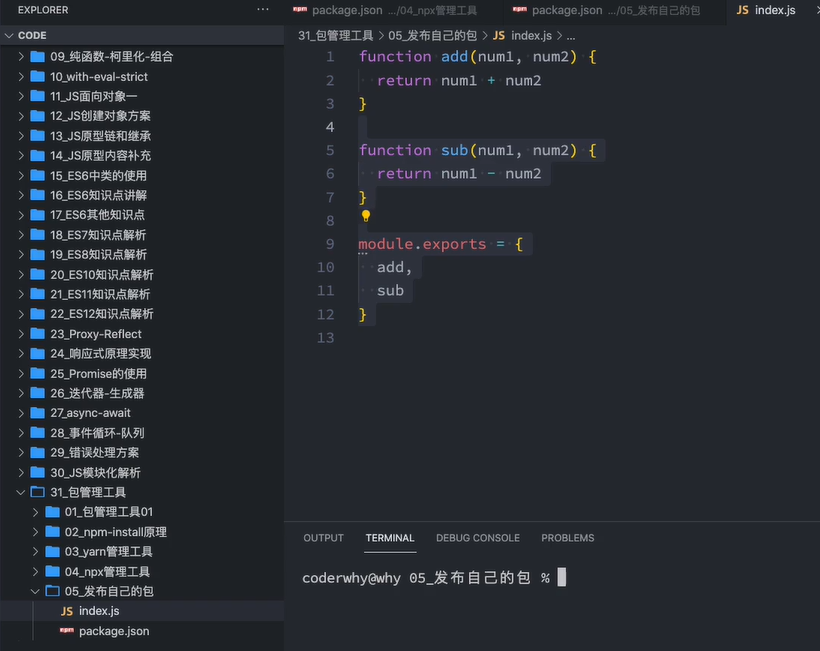 EXPLORER
···
package.json .../04_npx管理工具
package.json .../05_发布自己的包
JS index.js
CODE
09_纯函数-柯里化-组合
10_with-eval-strict
11_JS面向对象一
12_JS创建对象方案
13_JS原型链和继承
14_JS原型内容补充
15_ES6中类的使用
16_ES6知识点讲解
17_ES6其他知识点
18_ES7知识点解析
19_ES8知识点解析
20_ES10知识点解析
21_ES11知识点解析
22_ES12知识点解析
23_Proxy-Reflect
24_响应式原理实现
25_Promise的使用
26_迭代器-生成器
27_async-await
28_事件循环-队列
29_错误处理方案
30_JS模块化解析
31_包管理工具
01_包管理工具01
02_npm-install原理
03_yarn管理工具
04_npx管理工具
05_发布自己的包
JS index.js
package.json
31_包管理工具 > 05_发布自己的包 > JS index.js > ...
1 function add(num1, num2) {
2 return num1 + num2
3 }
4
5 function sub(num1, num2) {
6 return num1 - num2
7 }
8
9 module.exports = {
10 add,
11 sub
12 }
13
OUTPUT TERMINAL DEBUG CONSOLE PROBLEMS
coderwhy@why 05_发布自己的包 %